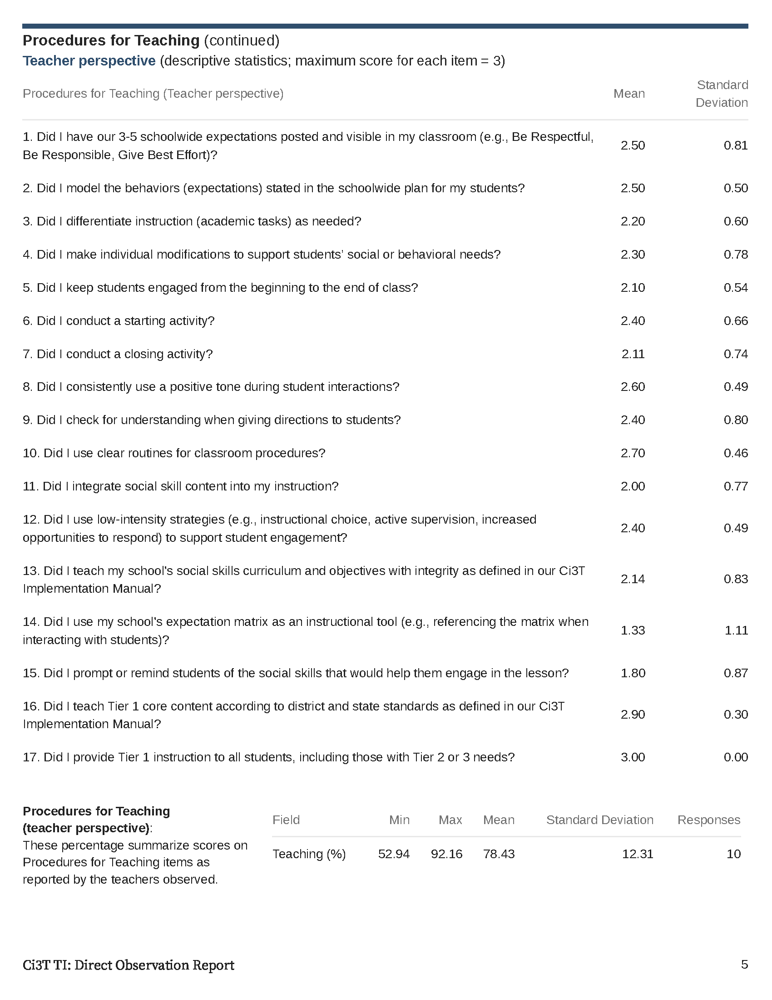 Procedures for Teaching (continued)
Teacher perspective (descriptive statistics; maximum score for each item = 3)
Procedures for Teaching (Teacher perspective) Mean Standard Deviation
1. Did I have our 3-5 schoolwide expectations posted and visible in my classroom (e.g., Be Respectful,
Be Responsible, Give Best Effort)? 2.50 0.81
2. Did I model the behaviors (expectations) stated in the schoolwide plan for my students? 2.50 0.50
3. Did I differentiate instruction (academic tasks) as needed? 2.20 0.60
4. Did I make individual modifications to support students’ social or behavioral needs? 2.30 0.78
5. Did I keep students engaged from the beginning to the end of class? 2.10 0.54
6. Did I conduct a starting activity? 2.40 0.66
7. Did I conduct a closing activity? 2.11 0.74
8. Did I consistently use a positive tone during student interactions? 2.60 0.49
9. Did I check for understanding when giving directions to students? 2.40 0.80
10. Did I use clear routines for classroom procedures? 2.70 0.46
11. Did I integrate social skill content into my instruction? 2.00 0.77
12. Did I use low-intensity strategies (e.g., instructional choice, active supervision, increased
opportunities to respond) to support student engagement? 2.40 0.49
13. Did I teach my school's social skills curriculum and objectives with integrity as defined in our Ci3T
Implementation Manual? 2.14 0.83
14. Did I use my school's expectation matrix as an instructional tool (e.g., referencing the matrix when
interacting with students)? 1.33 1.11
15. Did I prompt or remind students of the social skills that would help them engage in the lesson? 1.80 0.87
16. Did I teach Tier 1 core content according to district and state standards as defined in our Ci3T
Implementation Manual? 2.90 0.30
17. Did I provide Tier 1 instruction to all students, including those with Tier 2 or 3 needs? 3.00 0.00
Procedures for Teaching
(teacher perspective):
These percentage summarize scores on
Procedures for Teaching items as
reported by the teachers observed.
Field Min Max Mean Standard Deviation Responses
Teaching (%) 52.94 92.16 78.43 12.31 10
Ci3T TI: Direct Observation Report 5